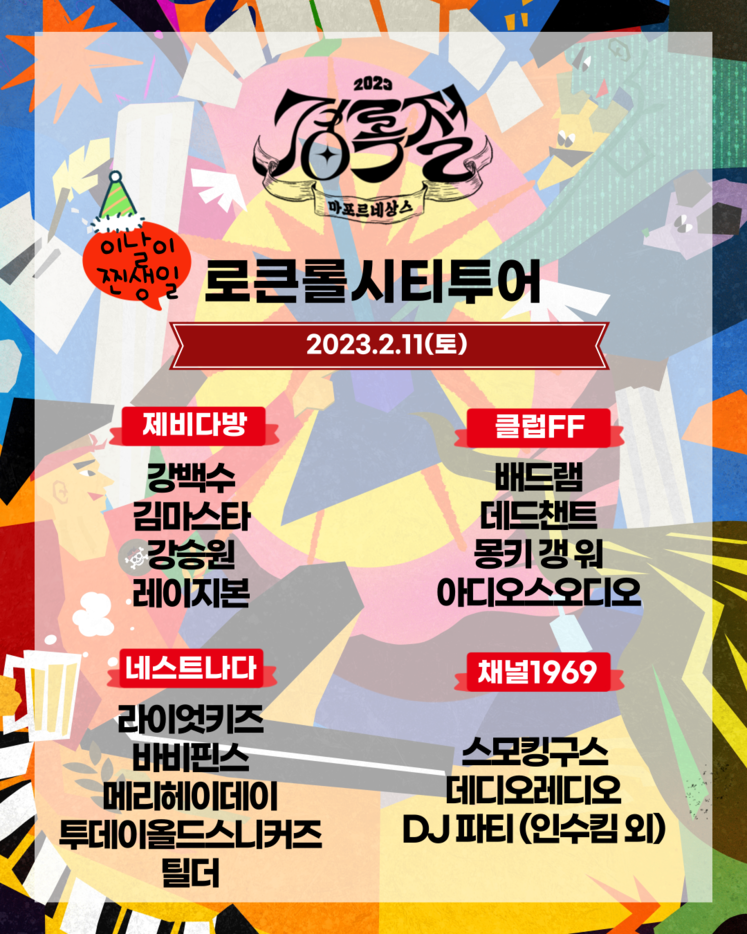 2023
경록절
마포르네상스
이날이
찐생일
로큰롤시티투어
2023.2.11(토)
제비다방
강백수
김마스타
강승원
레이지본
클럽FF
배드램
데드챈트
몽키 갱 워
아디오스오디오
네스트나다
라이엇키즈
바비핀스
메리헤이데이
투데이올드스니커즈
틸더
채널1969
스모킹구스
데디오레디오
DJ 파티 (인수킴 외)